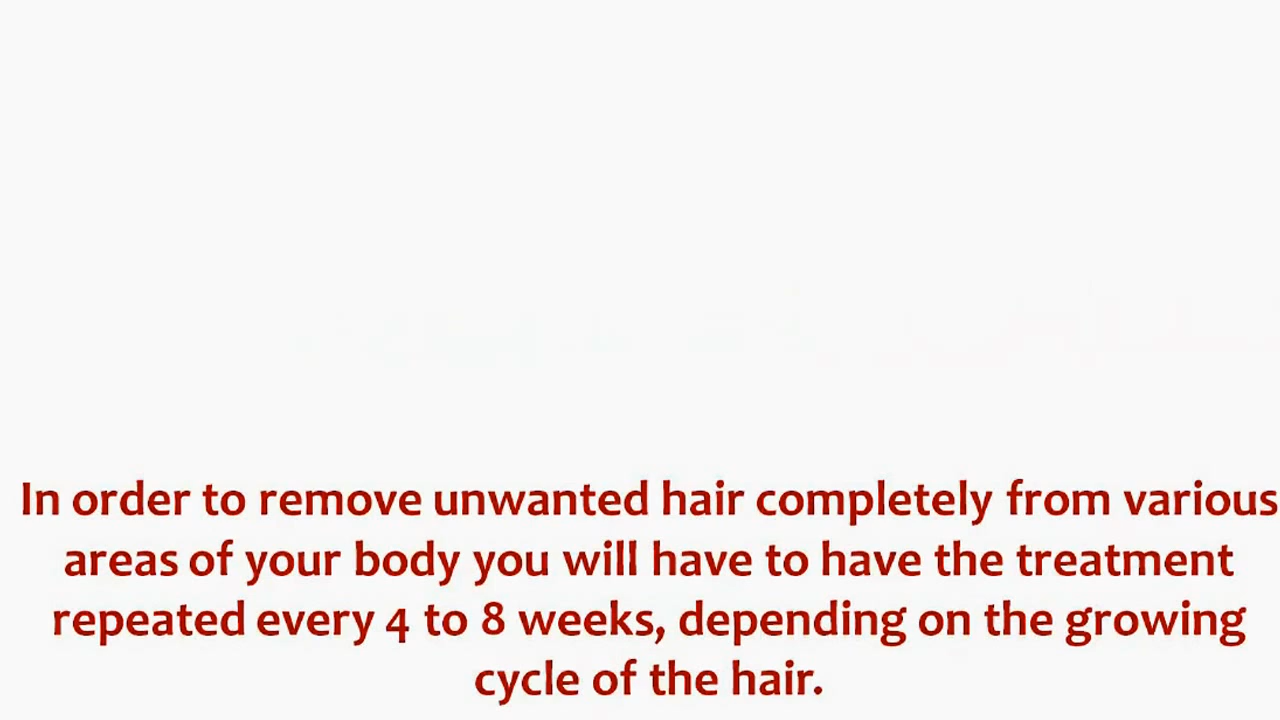 In order to remove unwanted hair completely from various
areas of your body you will have to have the treatment
repeated every 4 to 8 weeks, depending on the growing
cycle of the hair.